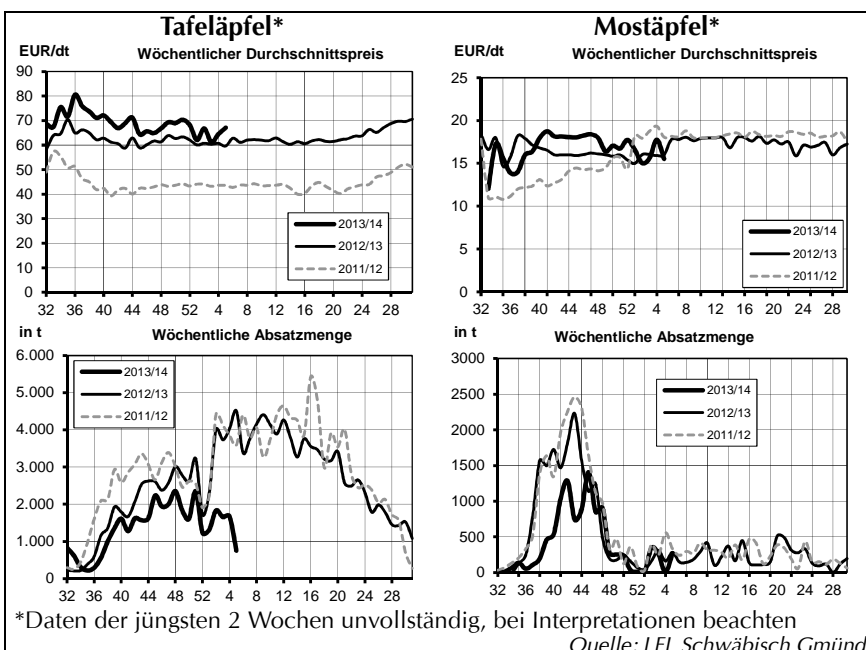 Tafeläpfel*
EUR/dt
Wöchentlicher Durchschnittspreis
90
80
70
60
50
40
30
20
10
0
32 36 40 44 48 52 4 8 12 16 20 24 28
2013/14
2012/13
2011/12
Mostäpfel*
EUR/dt
Wöchentlicher Durchschnittspreis
25
20
15
10
5
0
32 36 40 44 48 52 4 8 12 16 20 24 28
2013/14
2012/13
2011/12
in t
Wöchentliche Absatzmenge
6.000
5.000
4.000
3.000
2.000
1.000
0
32 36 40 44 48 52 4 8 12 16 20 24 28
2013/14
2012/13
2011/12
in t
Wöchentliche Absatzmenge
3000
2500
2000
1500
1000
500
0
32 36 40 44 48 52 4 8 12 16 20 24 28
2013/14
2012/13
2011/12
*Daten der jüngsten 2 Wochen unvollständig, bei Interpretationen beachten
Quelle: LEL Schwäbisch Gmünd